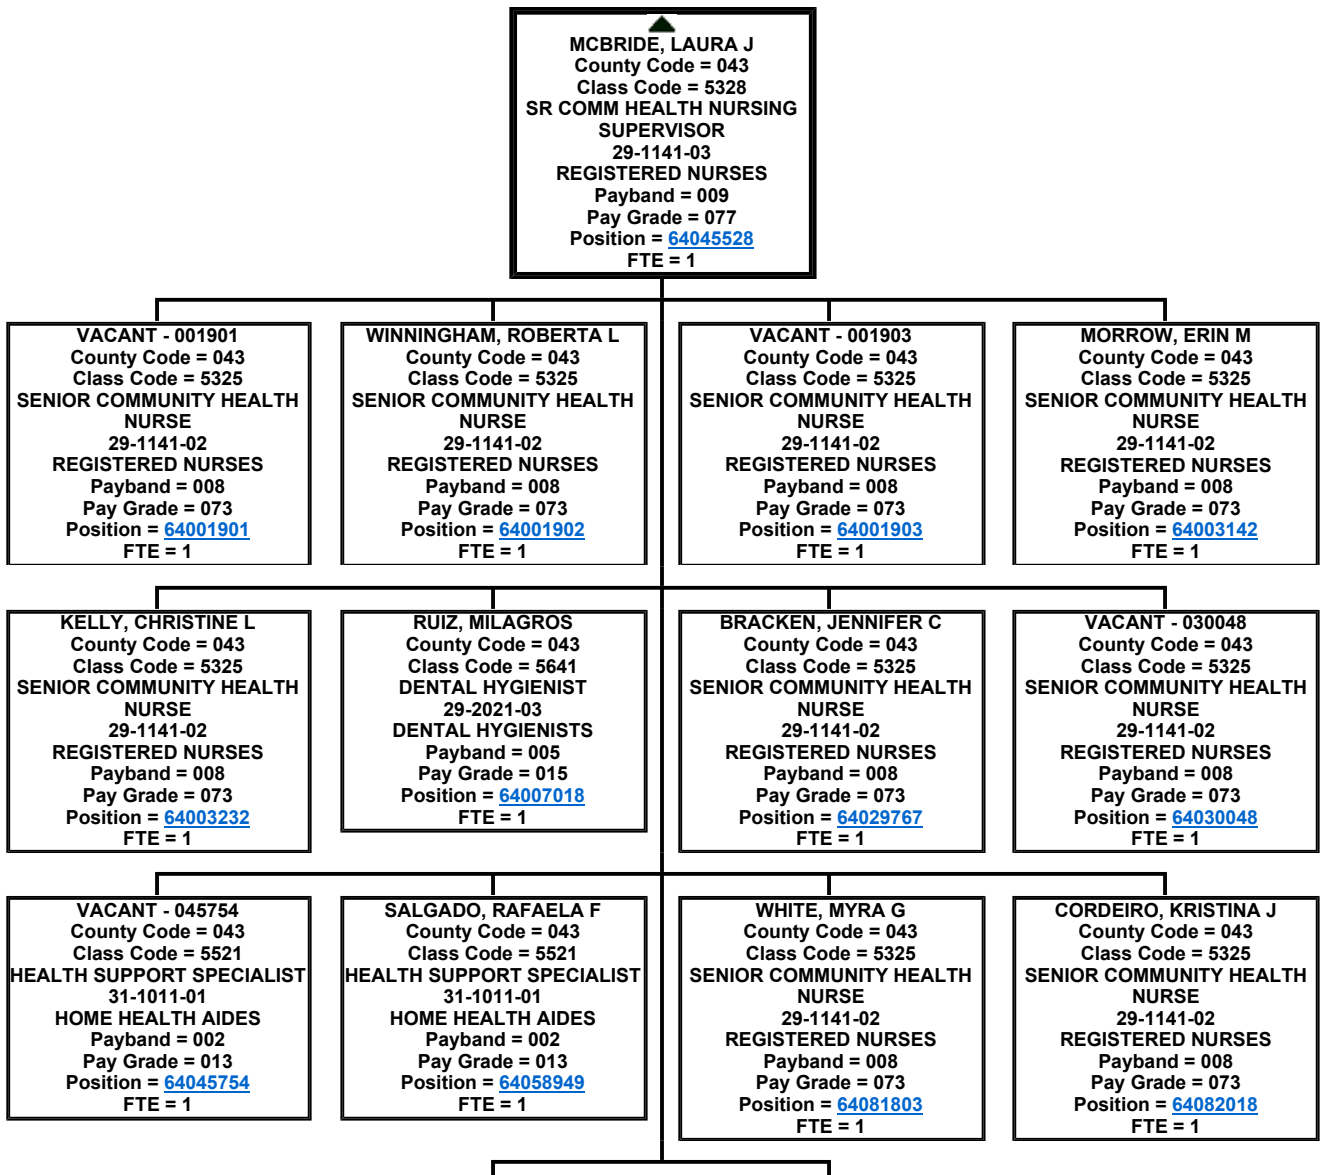 MCBRIDE, LAURA J
County Code = 043
Class Code = 5328
SR COMM HEALTH NURSING
SUPERVISOR
29-1141-03
REGISTERED NURSES
Payband = 009
Pay Grade = 077
Position = 64045528
FTE = 1
VACANT - 001901
County Code = 043
Class Code = 5325
SENIOR COMMUNITY HEALTH
NURSE
29-1141-02
REGISTERED NURSES
Payband = 008
Pay Grade = 073
Position = 64001901
FTE = 1
WINNINGHAM, ROBERTA L
County Code = 043
Class Code = 5325
SENIOR COMMUNITY HEALTH
NURSE
29-1141-02
REGISTERED NURSES
Payband = 008
Pay Grade = 073
Position = 64001902
FTE = 1
VACANT - 001903
County Code = 043
Class Code = 5325
SENIOR COMMUNITY HEALTH
NURSE
29-1141-02
REGISTERED NURSES
Payband = 008
Pay Grade = 073
Position = 64001903
FTE = 1
MORROW, ERIN M
County Code = 043
Class Code = 5325
SENIOR COMMUNITY HEALTH
NURSE
29-1141-02
REGISTERED NURSES
Payband = 008
Pay Grade = 073
Position = 64003142
FTE = 1
KELLY, CHRISTINE L
County Code = 043
Class Code = 5325
SENIOR COMMUNITY HEALTH
NURSE
29-1141-02
REGISTERED NURSES
Payband = 008
Pay Grade = 073
Position = 64003232
FTE = 1
RUIZ, MILAGROS
County Code = 043
Class Code = 5641
DENTAL HYGIENIST
29-2021-03
DENTAL HYGIENISTS
Payband = 005
Pay Grade = 015
Position = 64007018
FTE = 1
BRACKEN, JENNIFER C
County Code = 043
Class Code = 5325
SENIOR COMMUNITY HEALTH
NURSE
29-1141-02
REGISTERED NURSES
Payband = 008
Pay Grade = 073
Position = 64029767
FTE = 1
VACANT - 030048
County Code = 043
Class Code = 5325
SENIOR COMMUNITY HEALTH
NURSE
29-1141-02
REGISTERED NURSES
Payband = 008
Pay Grade = 073
Position = 64030048
FTE = 1
VACANT - 045754
County Code = 043
Class Code = 5521
HEALTH SUPPORT SPECIALIST
31-1011-01
HOME HEALTH AIDES
Payband = 002
Pay Grade = 013
Position = 64045754
FTE = 1
SALGADO, RAFAELA F
County Code = 043
Class Code = 5521
HEALTH SUPPORT SPECIALIST
31-1011-01
HOME HEALTH AIDES
Payband = 002
Pay Grade = 013
Position = 64058949
FTE = 1
WHITE, MYRA G
County Code = 043
Class Code = 5325
SENIOR COMMUNITY HEALTH
NURSE
29-1141-02
REGISTERED NURSES
Payband = 008
Pay Grade = 073
Position = 64081803
FTE = 1
CORDEIRO, KRISTINA J
County Code = 043
Class Code = 5325
SENIOR COMMUNITY HEALTH
NURSE
29-1141-02
REGISTERED NURSES
Payband = 008
Pay Grade = 073
Position = 64082018
FTE = 1